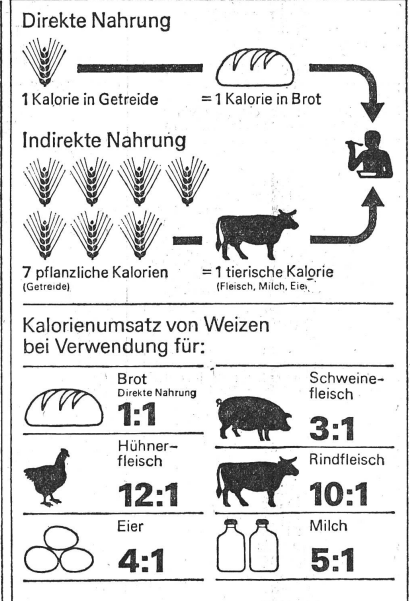 Direkte Nahrung
1 Kalorie in Getreide = 1 Kalorie in Brot
Indirekte Nahrung
7 pflanzliche Kalorien = 1 tierische Kalorie
(Getreide) (Fleisch, Milch, Eier)
Kalorienumsatz von Weizen
bei Verwendung für:
Brot
Direkte Nahrung
1:1
Schweine-
fleisch
3:1
Hühner-
fleisch
12:1
Rindfleisch
10:1
Eier
4:1
Milch
5:1